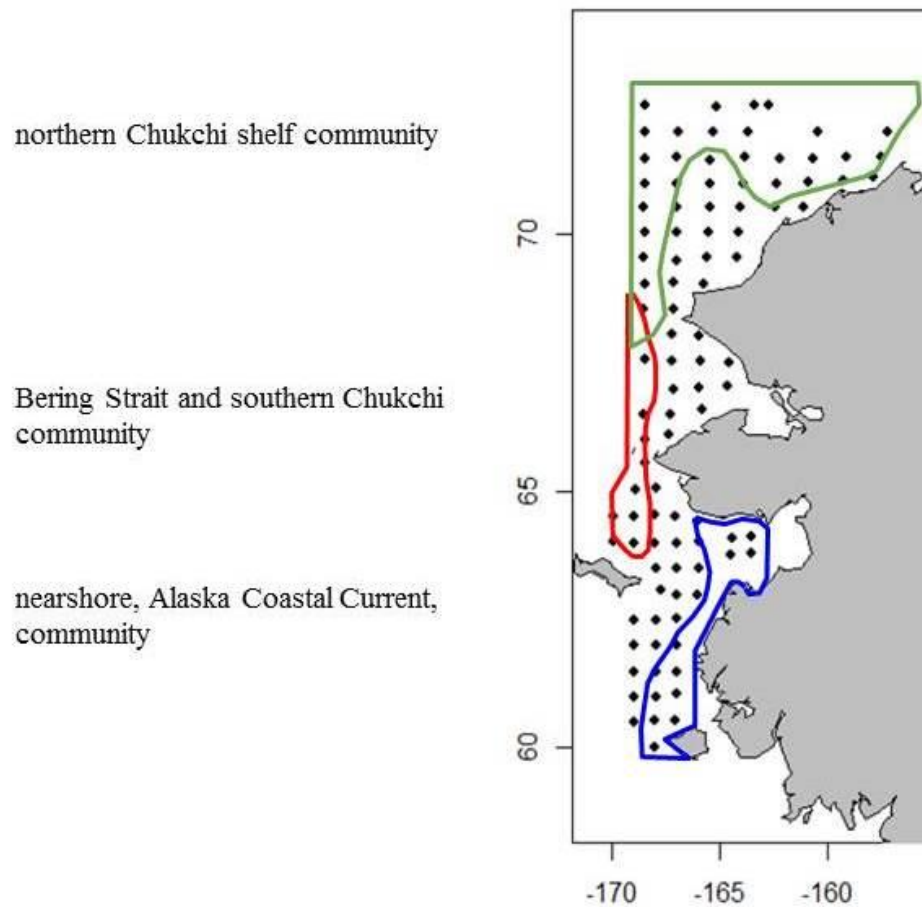 northern Chukchi shelf community
Bering Strait and southern Chukchi
community
nearshore, Alaska Coastal Current,
community
70
65
60
-170 -165 -160